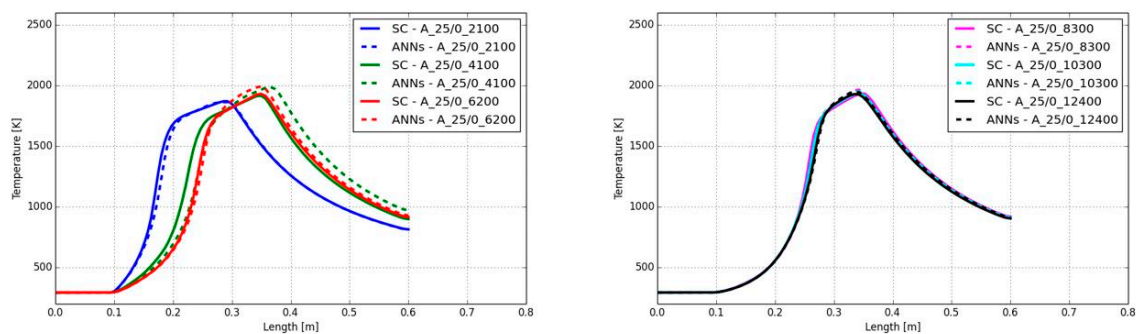 2500
2000
1500
1000
500
Temperature [K]
SC - A_25/0_2100
ANNs - A_25/0_2100
SC - A_25/0_4100
ANNs - A_25/0_4100
SC - A_25/0_6200
ANNs - A_25/0_6200
0.0 0.1 0.2 0.3 0.4 0.5 0.6 0.7 0.8
Length [m]
2500
2000
1500
1000
500
Temperature [K]
SC - A_25/0_8300
ANNs - A_25/0_8300
SC - A_25/0_10300
ANNs - A_25/0_10300
SC - A_25/0_12400
ANNs - A_25/0_12400
0.0 0.1 0.2 0.3 0.4 0.5 0.6 0.7 0.8
Length [m]